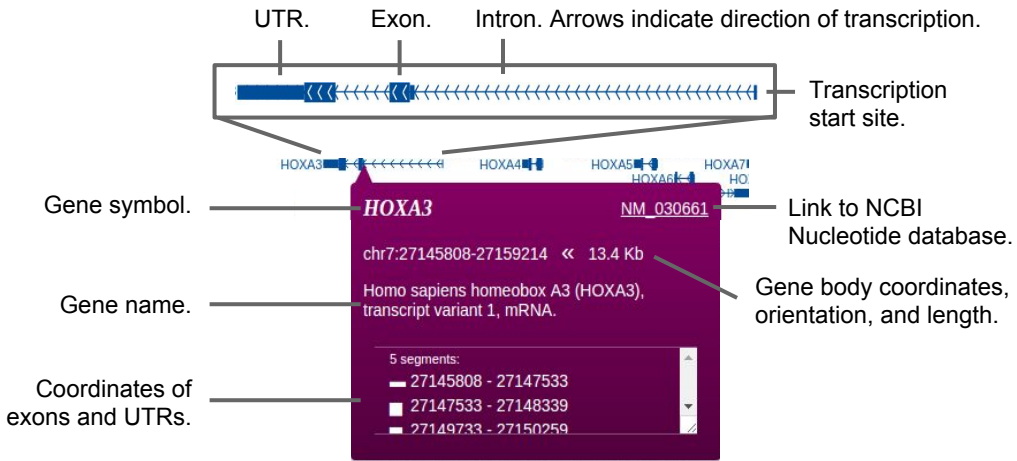 UTR.
Exon.
Intron. Arrows indicate direction of transcription.
Transcription
start site.
HOXA3
HOXA4
HOXA5
HOXA7
HOXA6
HO
Gene symbol.
HOXA3
NM_030661
Link to NCBI
Nucleotide database.
chr7:27145808-27159214 « 13.4 Kb
Gene body coordinates,
orientation, and length.
Gene name.
Homo sapiens homeobox A3 (HOXA3),
transcript variant 1, mRNA.
Coordinates of
exons and UTRs.
5 segments:
27145808 - 27147533
27147533 - 27148339
27149733 - 27150259